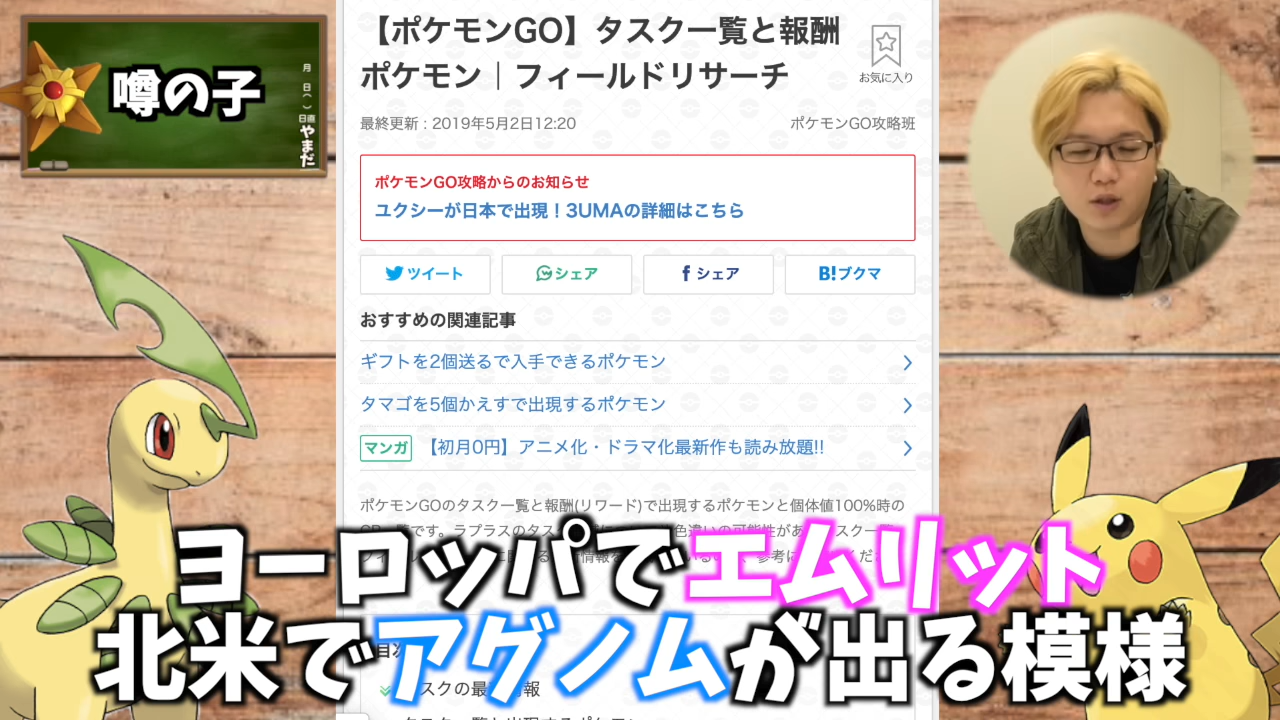 噂の子
月
日( )
日直
やまだ
【ポケモンGO】タスク一覧と報酬
ポケモン｜フィールドリサーチ
お気に入り
最終更新 : 2019年5月2日12:20
ポケモンGO攻略班
ポケモンGO攻略からのお知らせ
ユクシーが日本で出現！3UMAの詳細はこちら
ツイート
シェア
シェア
B!ブクマ
おすすめの関連記事
ギフトを2個送るで入手できるポケモン
タマゴを5個かえすで出現するポケモン
マンガ 【初月0円】アニメ化・ドラマ化最新作も読み放題!!
ポケモンGOのタスク一覧と報酬(リワード)で出現するポケモンと個体値100%時の
です。ラプラスのタス
ヨーロッパでエムリット
北米でアグノムが出る模様